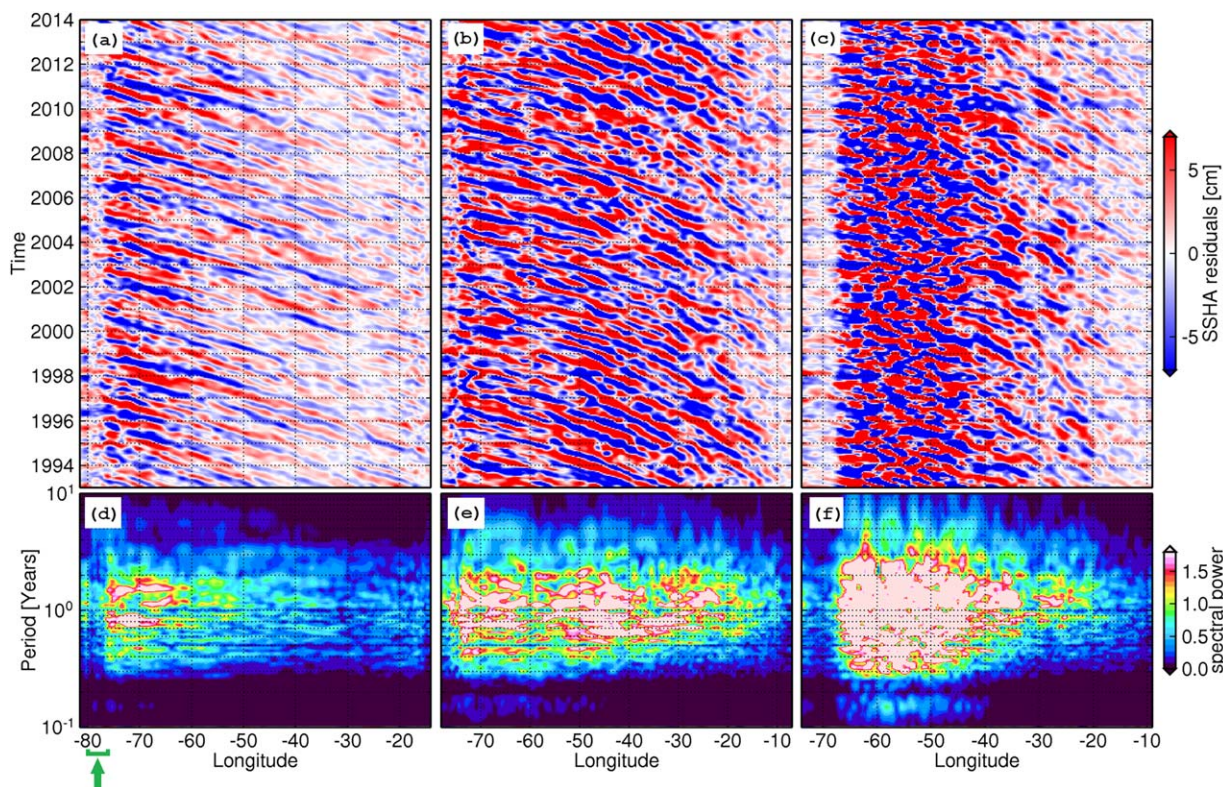 2014
2012
2010
2008
2006
2004
2002
2000
1998
1996
1994
Time
(a)
(b)
(c)
5
0
-5
SSHA residuals [cm]
10¹
10⁰
10⁻¹
Period [Years]
(d)
(e)
(f)
1.5
1.0
0.5
0.0
spectral power
-80 -70 -60 -50 -40 -30 -20
-70 -60 -50 -40 -30 -20 -10
-70 -60 -50 -40 -30 -20 -10
Longitude
Longitude
Longitude